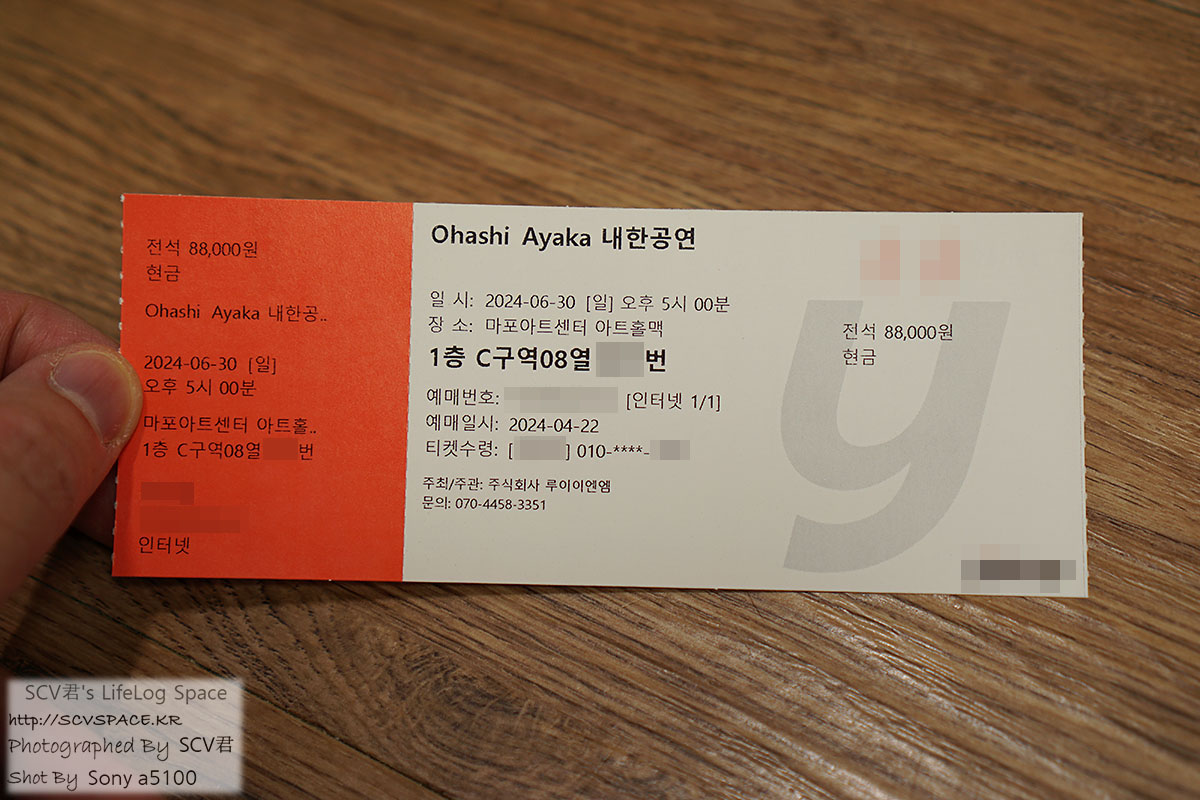 전석 88,000원
현금
Ohashi Ayaka 내한공..
2024-06-30 [일]
오후 5시 00분
마포아트센터 아트홀..
1층 C구역08열 번
인터넷
Ohashi Ayaka 내한공연
일 시: 2024-06-30 [일] 오후 5시 00분
장 소: 마포아트센터 아트홀맥
1층 C구역08열 번
예매번호: [인터넷 1/1]
예매일시: 2024-04-22
티켓수령: [ ] 010-****-
주최/주관: 주식회사 루이이엔엠
문의: 070-4458-3351
ÿ
전석 88,000원
현금
SCV君's LifeLog Space
http://SCVSPACE.KR
Photographed By SCV君
Shot By Sony a5100